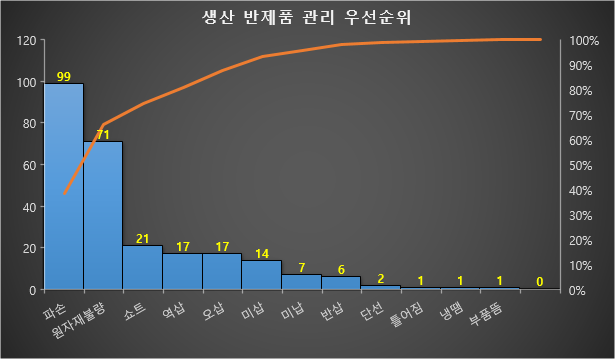 생산 반제품 관리 우선순위
120
100
80
60
40
20
0
99
71
21
17
17
14
7
6
2
1
1
1
0
100%
90%
80%
70%
60%
50%
40%
30%
20%
10%
0%
파손
원자재불량
쇼트
역삽
오삽
미삽
미납
반삽
단선
틀어짐
냉땜
부품뜸